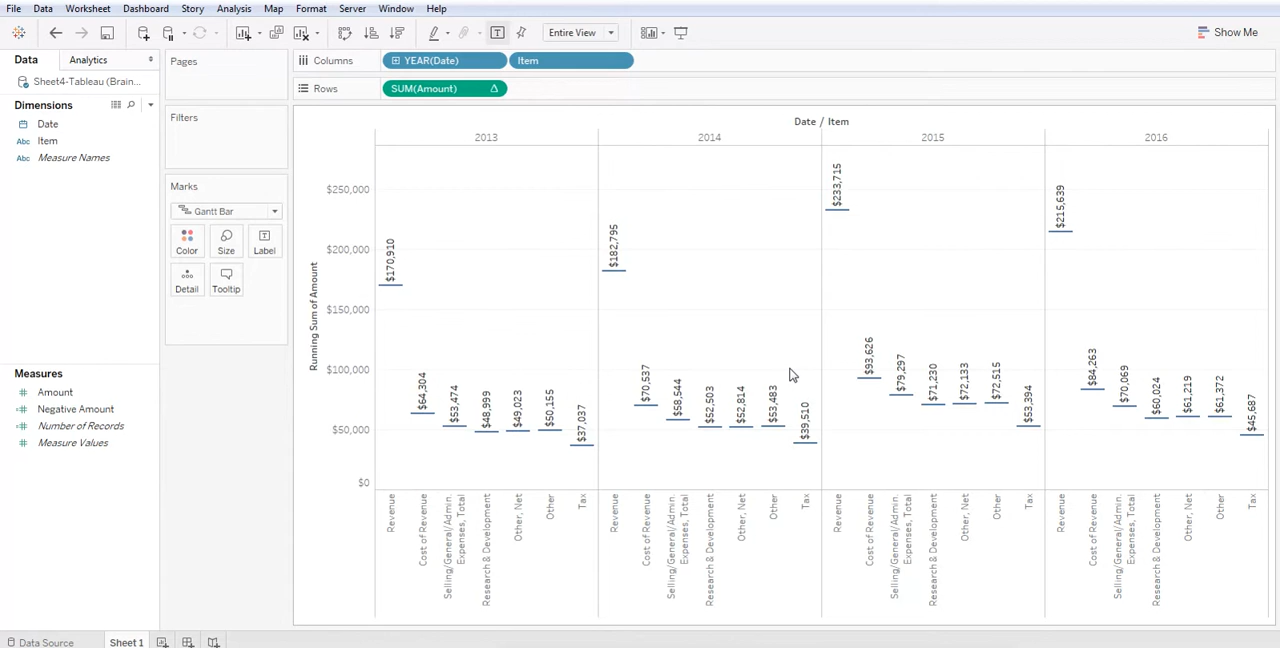 File Data Worksheet Dashboard Story Analysis Map Format Server Window Help
Entire View
Show Me
Data Analytics
Sheet4-Tableau (Brain...
Dimensions
Date
Abc Item
Abc Measure Names
Measures
Amount
Negative Amount
Number of Records
Measure Values
Pages
Filters
Marks
Gantt Bar
Color Size Label
Detail Tooltip
Columns YEAR(Date) Item
Rows SUM(Amount)
Date / Item
2013 2014 2015 2016
Running Sum of Amount
$250,000
$200,000
$150,000
$100,000
$50,000
$0
$170,910 $64,304 $53,474 $48,999 $49,023 $50,155 $37,037
$182,795 $70,537 $58,544 $52,503 $52,814 $53,483 $39,510
$233,715 $93,626 $79,297 $71,230 $72,133 $72,515 $53,394
$215,639 $84,263 $70,069 $60,024 $61,219 $61,372 $45,687
Revenue
Cost of Revenue
Selling/General/Admin.
Expenses, Total
Research & Development
Other, Net
Other
Tax
Revenue
Cost of Revenue
Selling/General/Admin.
Expenses, Total
Research & Development
Other, Net
Other
Tax
Revenue
Cost of Revenue
Selling/General/Admin.
Expenses, Total
Research & Development
Other, Net
Other
Tax
Revenue
Cost of Revenue
Selling/General/Admin.
Expenses, Total
Research & Development
Other, Net
Other
Tax
Data Source Sheet 1